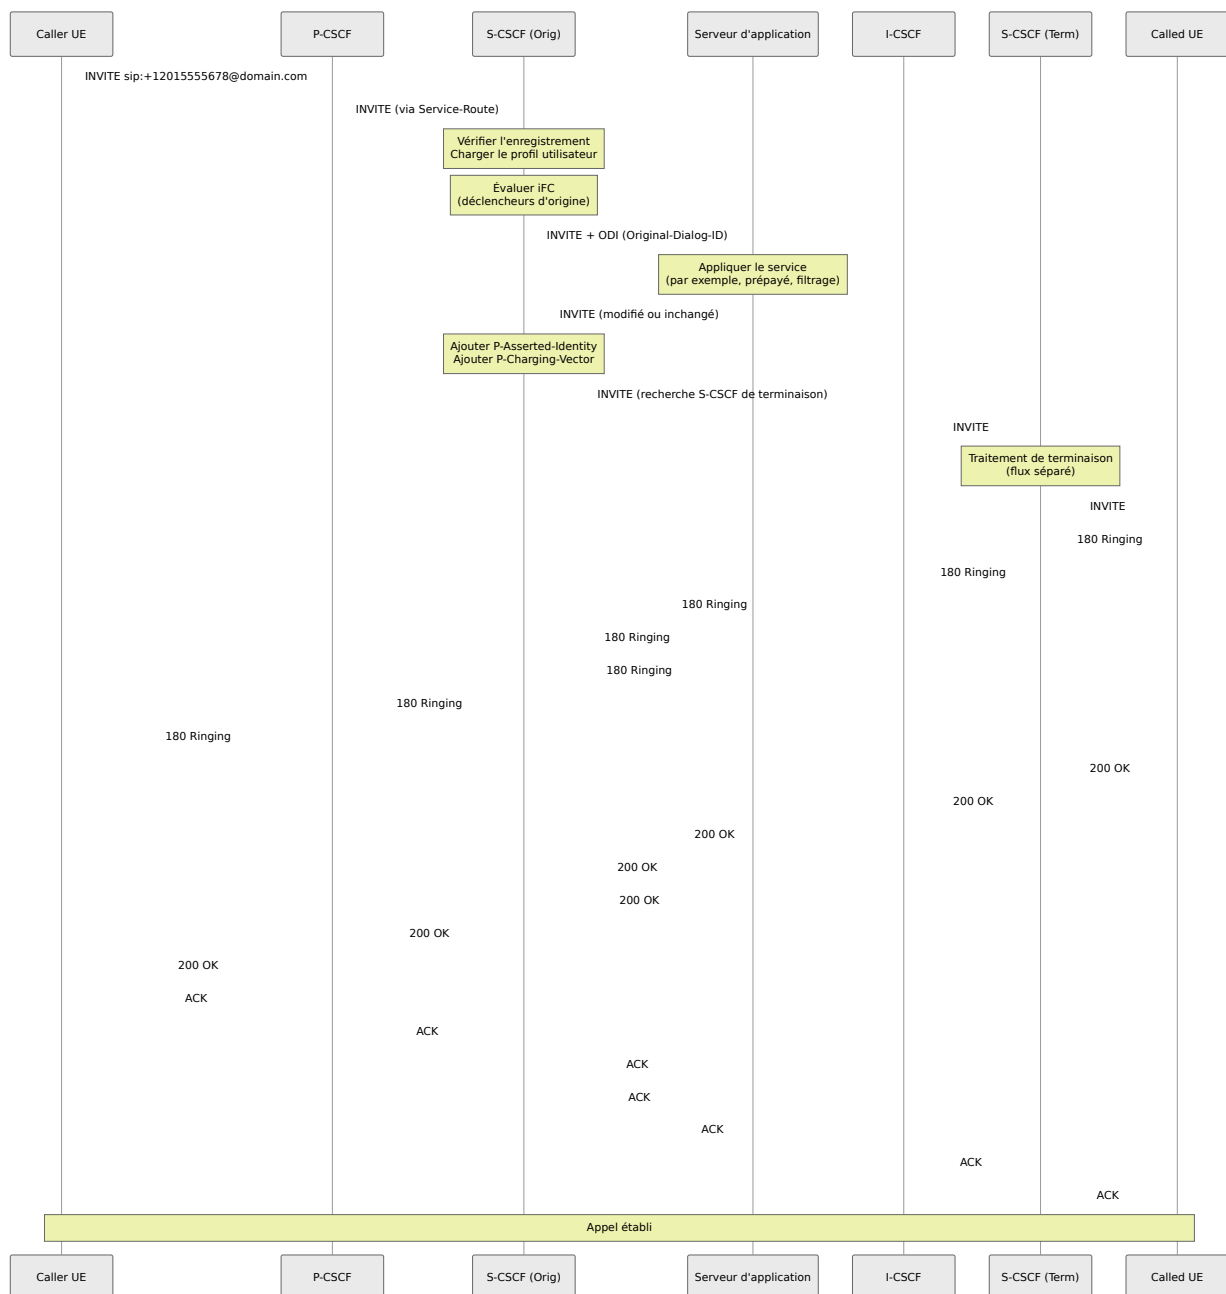 Caller UE
P-CSCF
S-CSCF (Orig)
Serveur d'application
I-CSCF
S-CSCF (Term)
Called UE
INVITE sip:+12015555678@domain.com
INVITE (via Service-Route)
Vérifier l'enregistrement
Charger le profil utilisateur
Évaluer iFC
(déclencheurs d'origine)
INVITE + ODI (Original-Dialog-ID)
Appliquer le service
(par exemple, prépayé, filtrage)
INVITE (modifié ou inchangé)
Ajouter P-Asserted-Identity
Ajouter P-Charging-Vector
INVITE (recherche S-CSCF de terminaison)
INVITE
Traitement de terminaison
(flux séparé)
INVITE
180 Ringing
180 Ringing
180 Ringing
180 Ringing
180 Ringing
180 Ringing
180 Ringing
200 OK
200 OK
200 OK
200 OK
200 OK
200 OK
200 OK
ACK
ACK
ACK
ACK
ACK
ACK
ACK
Appel établi
Caller UE
P-CSCF
S-CSCF (Orig)
Serveur d'application
I-CSCF
S-CSCF (Term)
Called UE